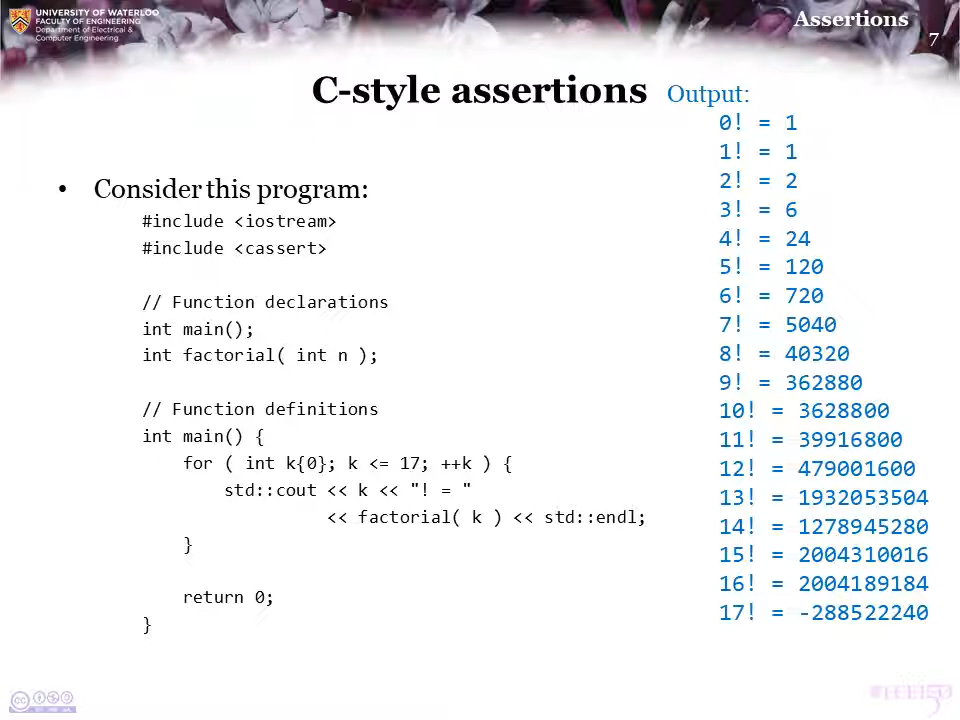 UNIVERSITY OF WATERLOO
FACULTY OF ENGINEERING
Department of Electrical &
Computer Engineering
Assertions
7
C-style assertions
• Consider this program:
#include <iostream>
#include <cassert>
// Function declarations
int main();
int factorial( int n );
// Function definitions
int main() {
for ( int k{0}; k <= 17; ++k ) {
std::cout << k << "! = "
<< factorial( k ) << std::endl;
}
return 0;
}
Output:
0! = 1
1! = 1
2! = 2
3! = 6
4! = 24
5! = 120
6! = 720
7! = 5040
8! = 40320
9! = 362880
10! = 3628800
11! = 39916800
12! = 479001600
13! = 1932053504
14! = 1278945280
15! = 2004310016
16! = 2004189184
17! = -288522240